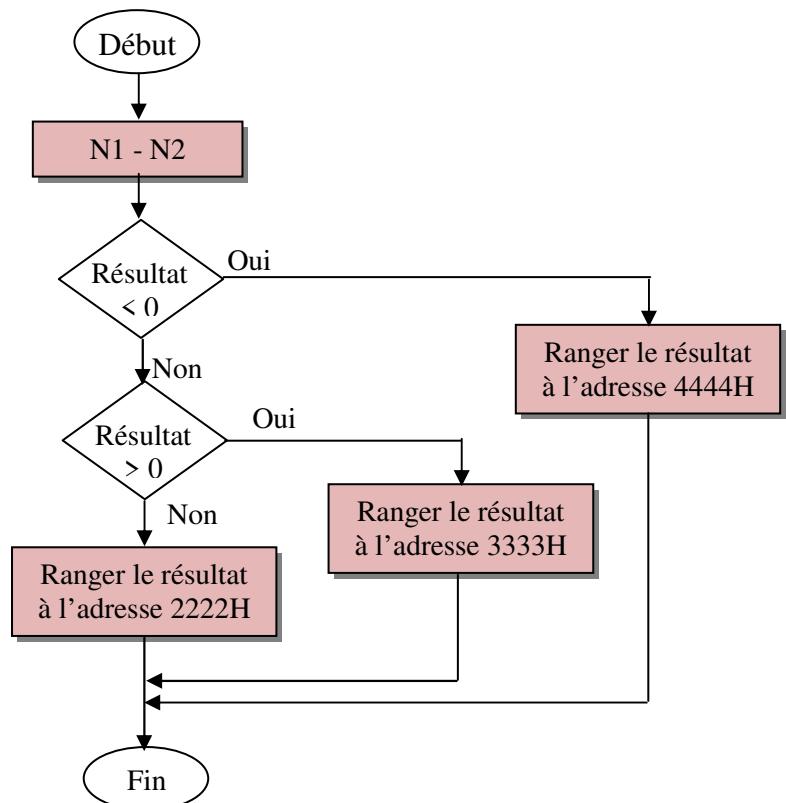 Début
N1 - N2
Résultat
< 0
Oui
Ranger le résultat
à l’adresse 4444H
Non
Résultat
> 0
Oui
Ranger le résultat
à l’adresse 3333H
Non
Ranger le résultat
à l’adresse 2222H
Fin